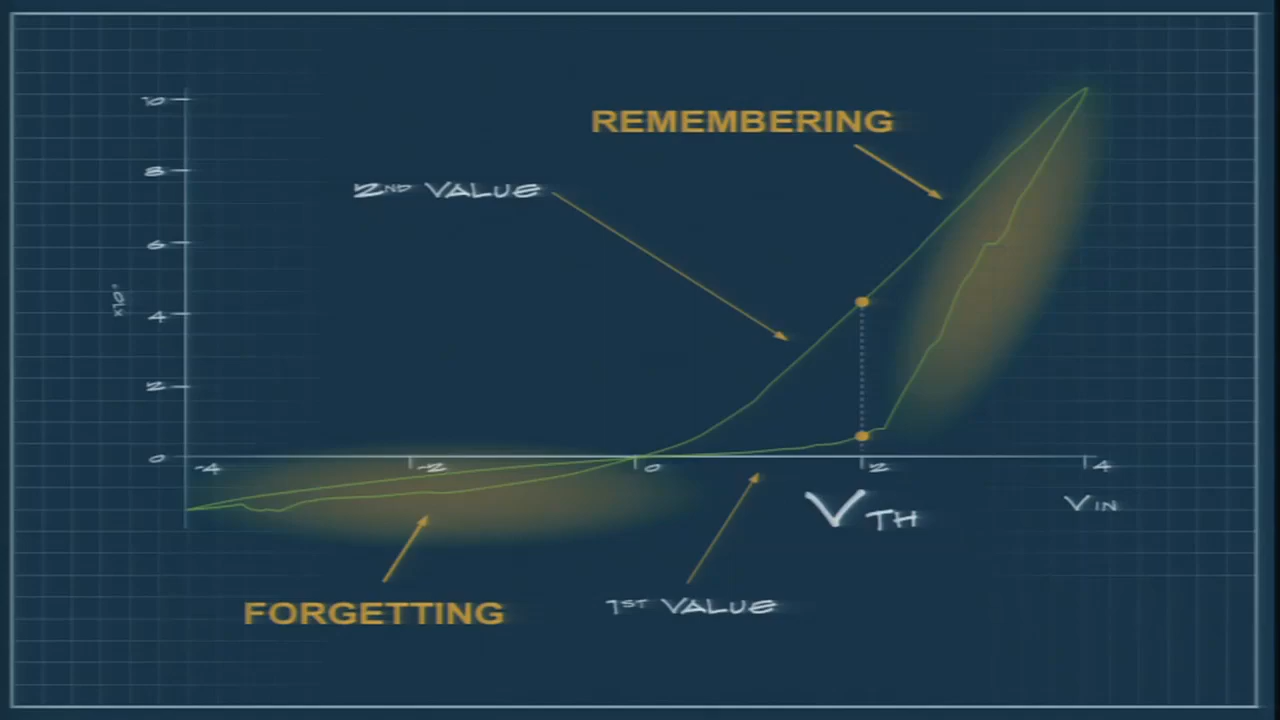 10
REMEMBERING
8
2ND VALUE
6
4
2
0
-4
-2
0
2
4
VTH
VIN
1ST VALUE
FORGETTING